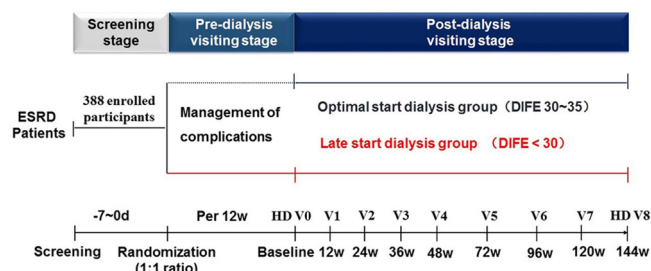 Screening stage
Pre-dialysis visiting stage
Post-dialysis visiting stage
ESRD Patients
388 enrolled participants
Management of complications
Optimal start dialysis group（DIFE 30~35）
Late start dialysis group （DIFE < 30）
-7~0d Per 12w HD V0 V1 V2 V3 V4 V5 V6 V7 HD V8
Screening Randomization Baseline 12w 24w 36w 48w 72w 96w 120w 144w
(1:1 ratio)